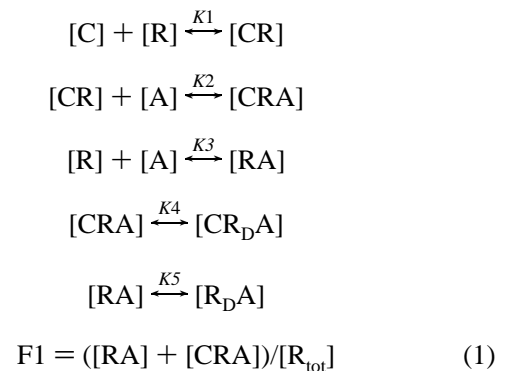 [C] + [R] ⟷K1 [CR]
[CR] + [A] ⟷K2 [CRA]
[R] + [A] ⟷K3 [RA]
[CRA] ⟷K4 [CR_DA]
[RA] ⟷K5 [R_DA]
F1 = ([RA] + [CRA])/[R_tot] (1)